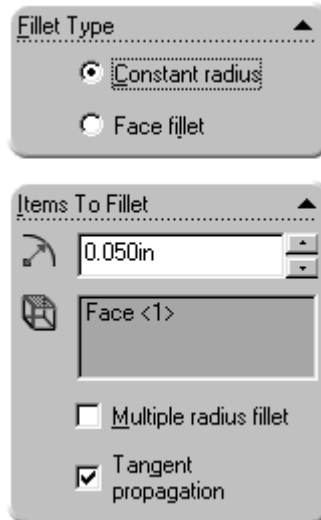 Fillet Type
Constant radius
Face fillet
Items To Fillet
0.050in
Face <1>
Multiple radius fillet
Tangent
propagation